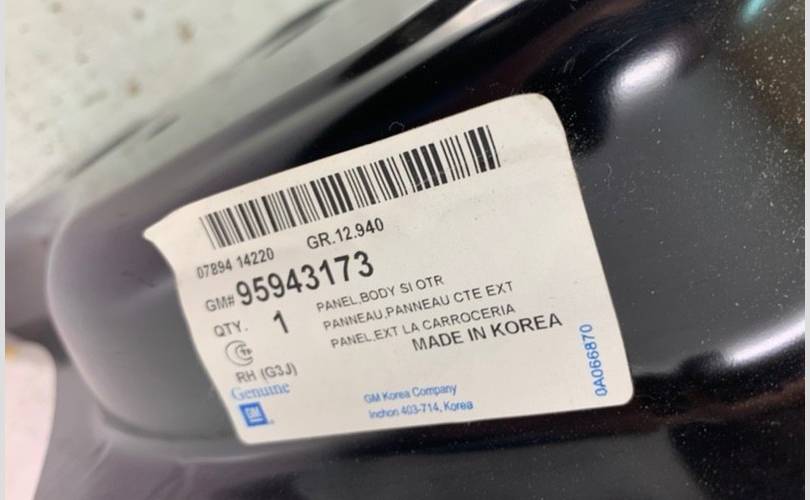 07894 14220 GR.12.940
GM# 95943173
QTY. 1 PANEL,BODY SI OTR
PANNEAU,PANNEAU CTE EXT
PANEL,EXT LA CARROCERIA
MADE IN KOREA
RH (G3J)
Genuine
GM
GM Korea Company
Inchon 403-714, Korea
0A066870